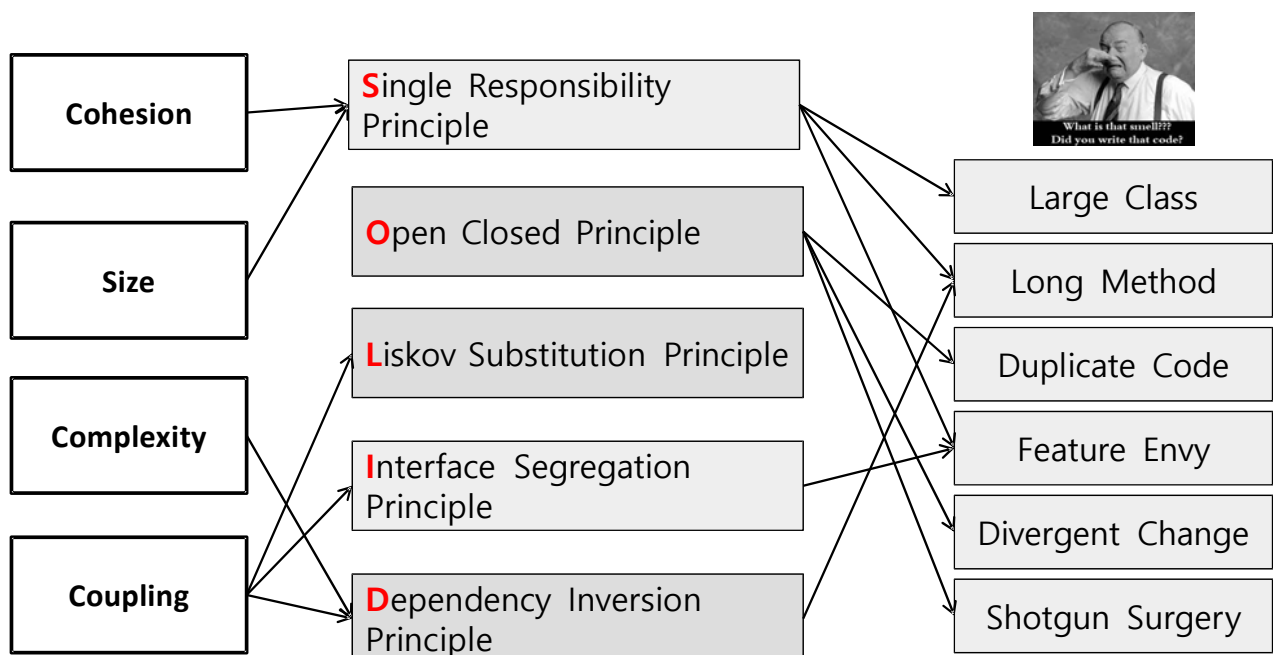 Cohesion
Size
Complexity
Coupling
Single Responsibility
Principle
Open Closed Principle
Liskov Substitution Principle
Interface Segregation
Principle
Dependency Inversion
Principle
What is that smell???
Did you write that code?
Large Class
Long Method
Duplicate Code
Feature Envy
Divergent Change
Shotgun Surgery